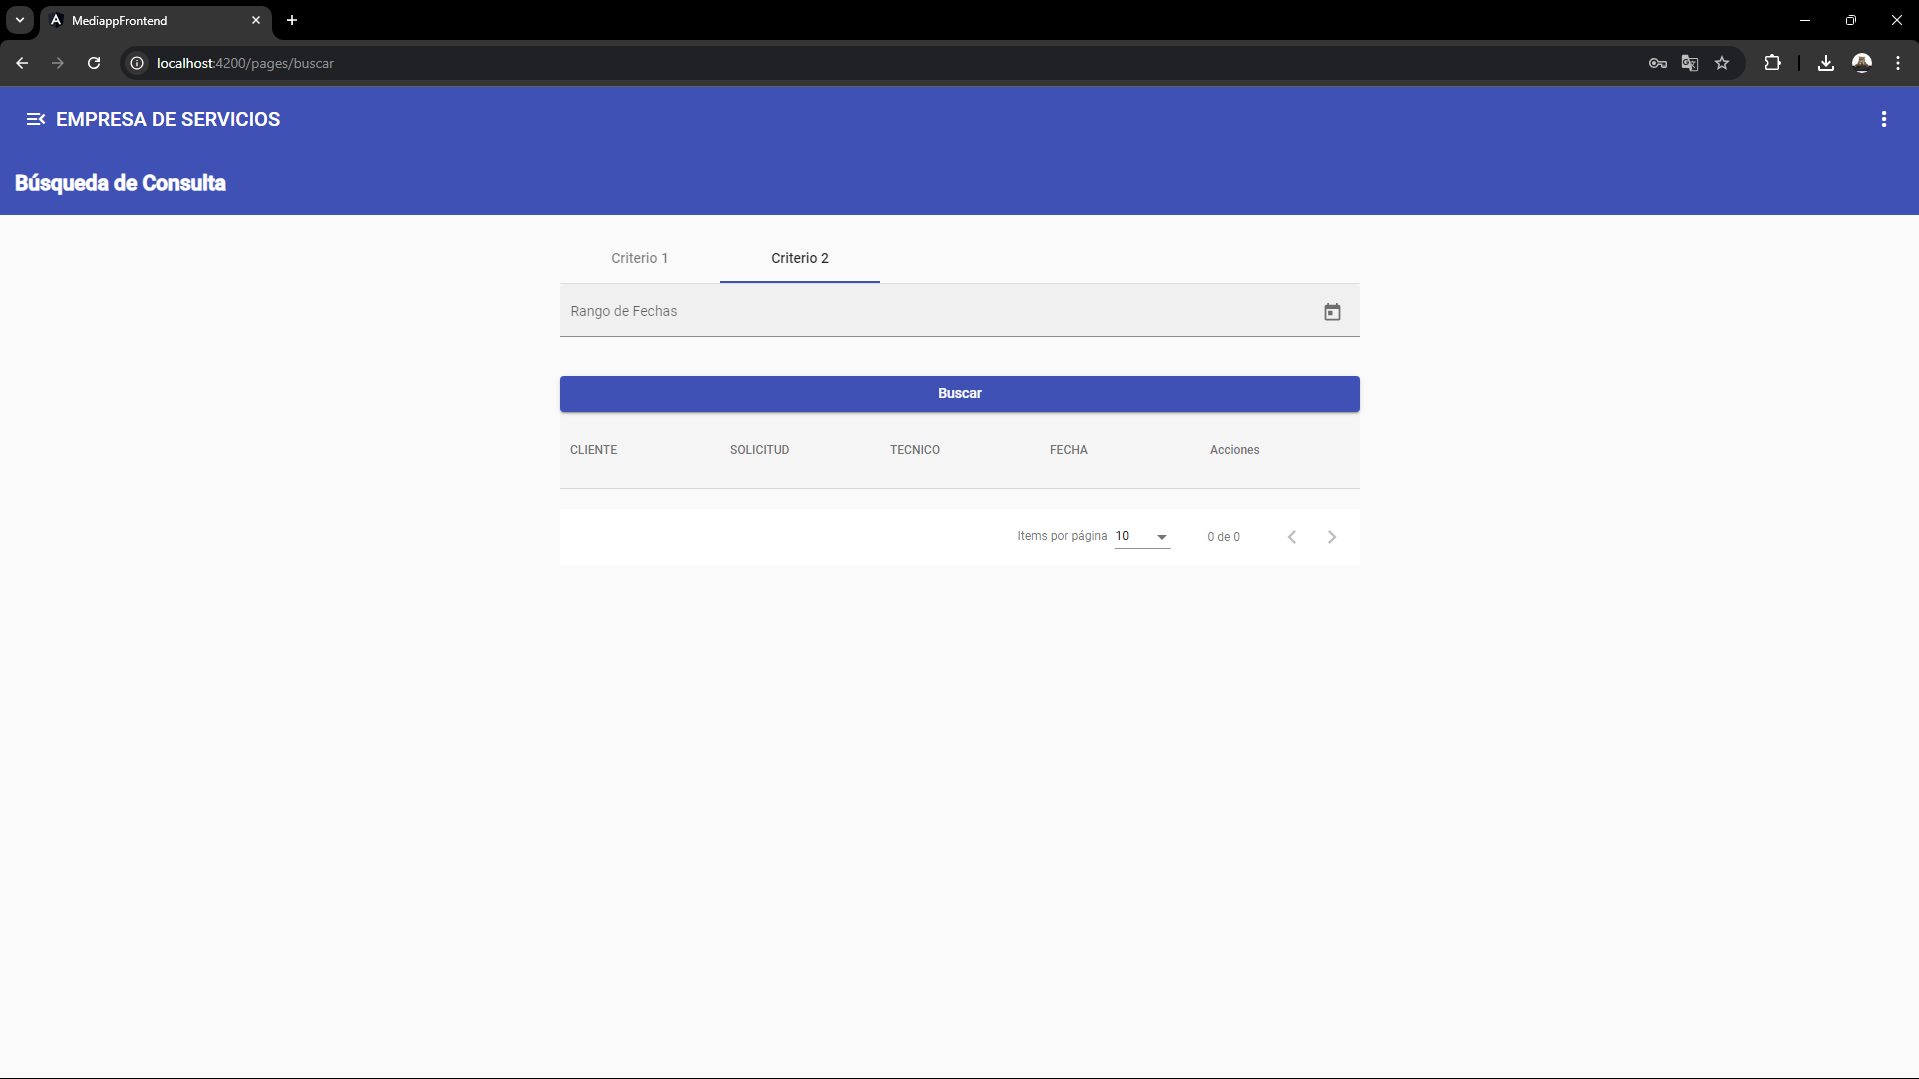 MediappFrontend
localhost:4200/pages/buscar
EMPRESA DE SERVICIOS
Búsqueda de Consulta
Criterio 1 Criterio 2
Rango de Fechas
Buscar
CLIENTE SOLICITUD TECNICO FECHA Acciones
Items por página 10 0 de 0